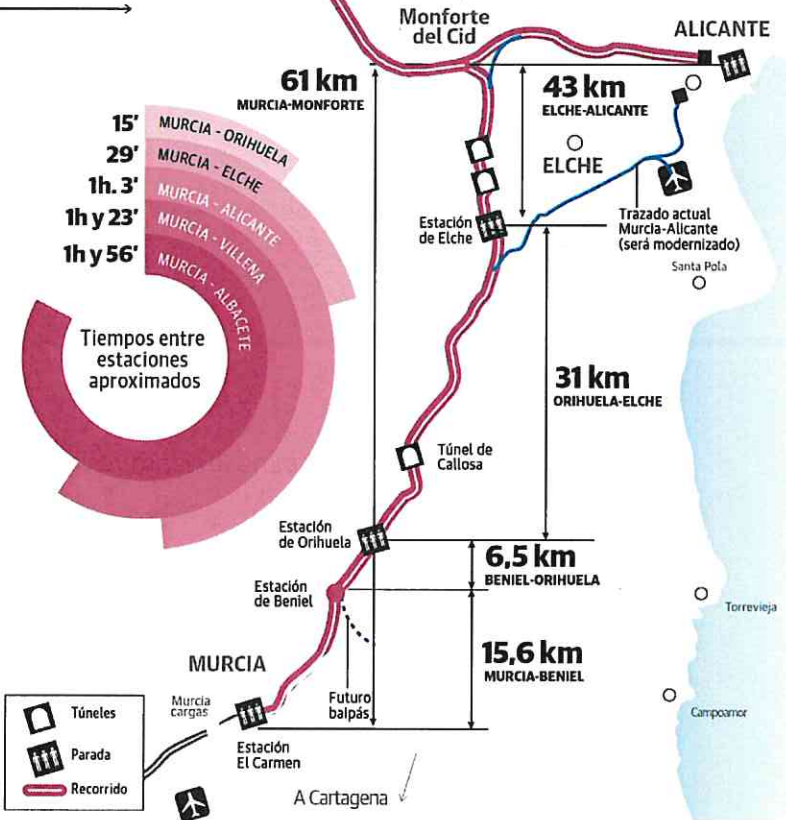 Monforte
del Cid
ALICANTE
61 km
MURCIA-MONFORTE
43 km
ELCHE-ALICANTE
15’ MURCIA - ORIHUELA
29’ MURCIA - ELCHE
1h. 3’ MURCIA - ALICANTE
1h y 23’ MURCIA - VILLENA
1h y 56’ MURCIA - ALBACETE
Tiempos entre
estaciones
aproximados
ELCHE
Estación
de Elche
Trazado actual
Murcia-Alicante
(será modernizado)
Santa Pola
31 km
ORIHUELA-ELCHE
Túnel de
Callosa
Estación
de Orihuela
6,5 km
BENIEL-ORIHUELA
Estación
de Beniel
Torrevieja
15,6 km
MURCIA-BENIEL
MURCIA
Futuro
baipás
Murcia
cargas
Campoamor
Estación
El Carmen
Túneles
Parada
Recorrido
A Cartagena